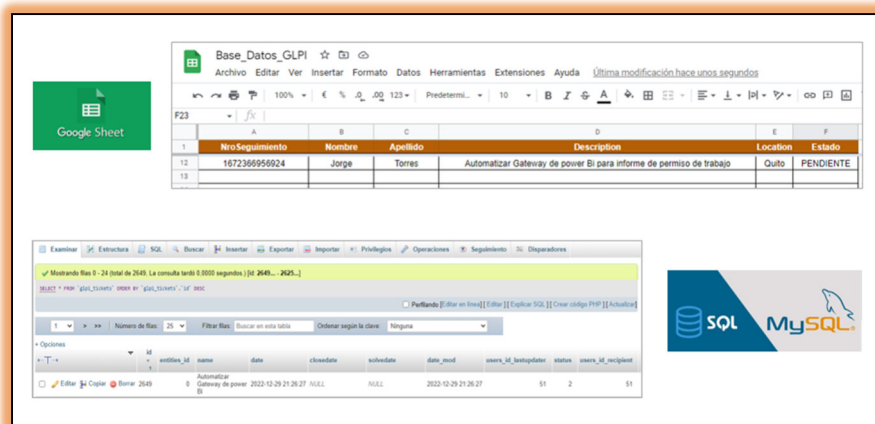 Google Sheet
Base_Datos_GLPI
Archivo Editar Ver Insertar Formato Datos Herramientas Extensiones Ayuda Última modificación hace unos segundos
100% € % .0 .00 123 Predetermi... 10 B I S A
F23 fx
A B C D E F
1 NroSeguimiento Nombre Apellido Description Location Estado
12 1672366956924 Jorge Torres Automatizar Gateway de power Bi para informe de permiso de trabajo Quito PENDIENTE
13
Examinar Estructura SQL Buscar Insertar Exportar Importar Privilegios Operaciones Seguimiento Disparadores
Mostrando filas 0 - 24 (total de 2649, La consulta tardó 0,0000 segundos.) [id: 2649... - 2625...]
SELECT * FROM `glpi_tickets` ORDER BY `glpi_tickets`.`id` DESC
Perfilando [Editar en línea] [ Editar ] [ Explicar SQL ] [ Crear código PHP ] [ Actualizar]
1 > >> Número de filas: 25 Filtrar filas: Buscar en esta tabla Ordenar según la clave: Ninguna
+ Opciones
←T→ id 1 entities_id name date closedate solvedate date_mod users_id_lastupdater status users_id_recipient
Editar Copiar Borrar 2649 0 Automatizar Gateway de power Bi 2022-12-29 21:26:27 NULL NULL 2022-12-29 21:26:27 51 2 51
SQL MySQL